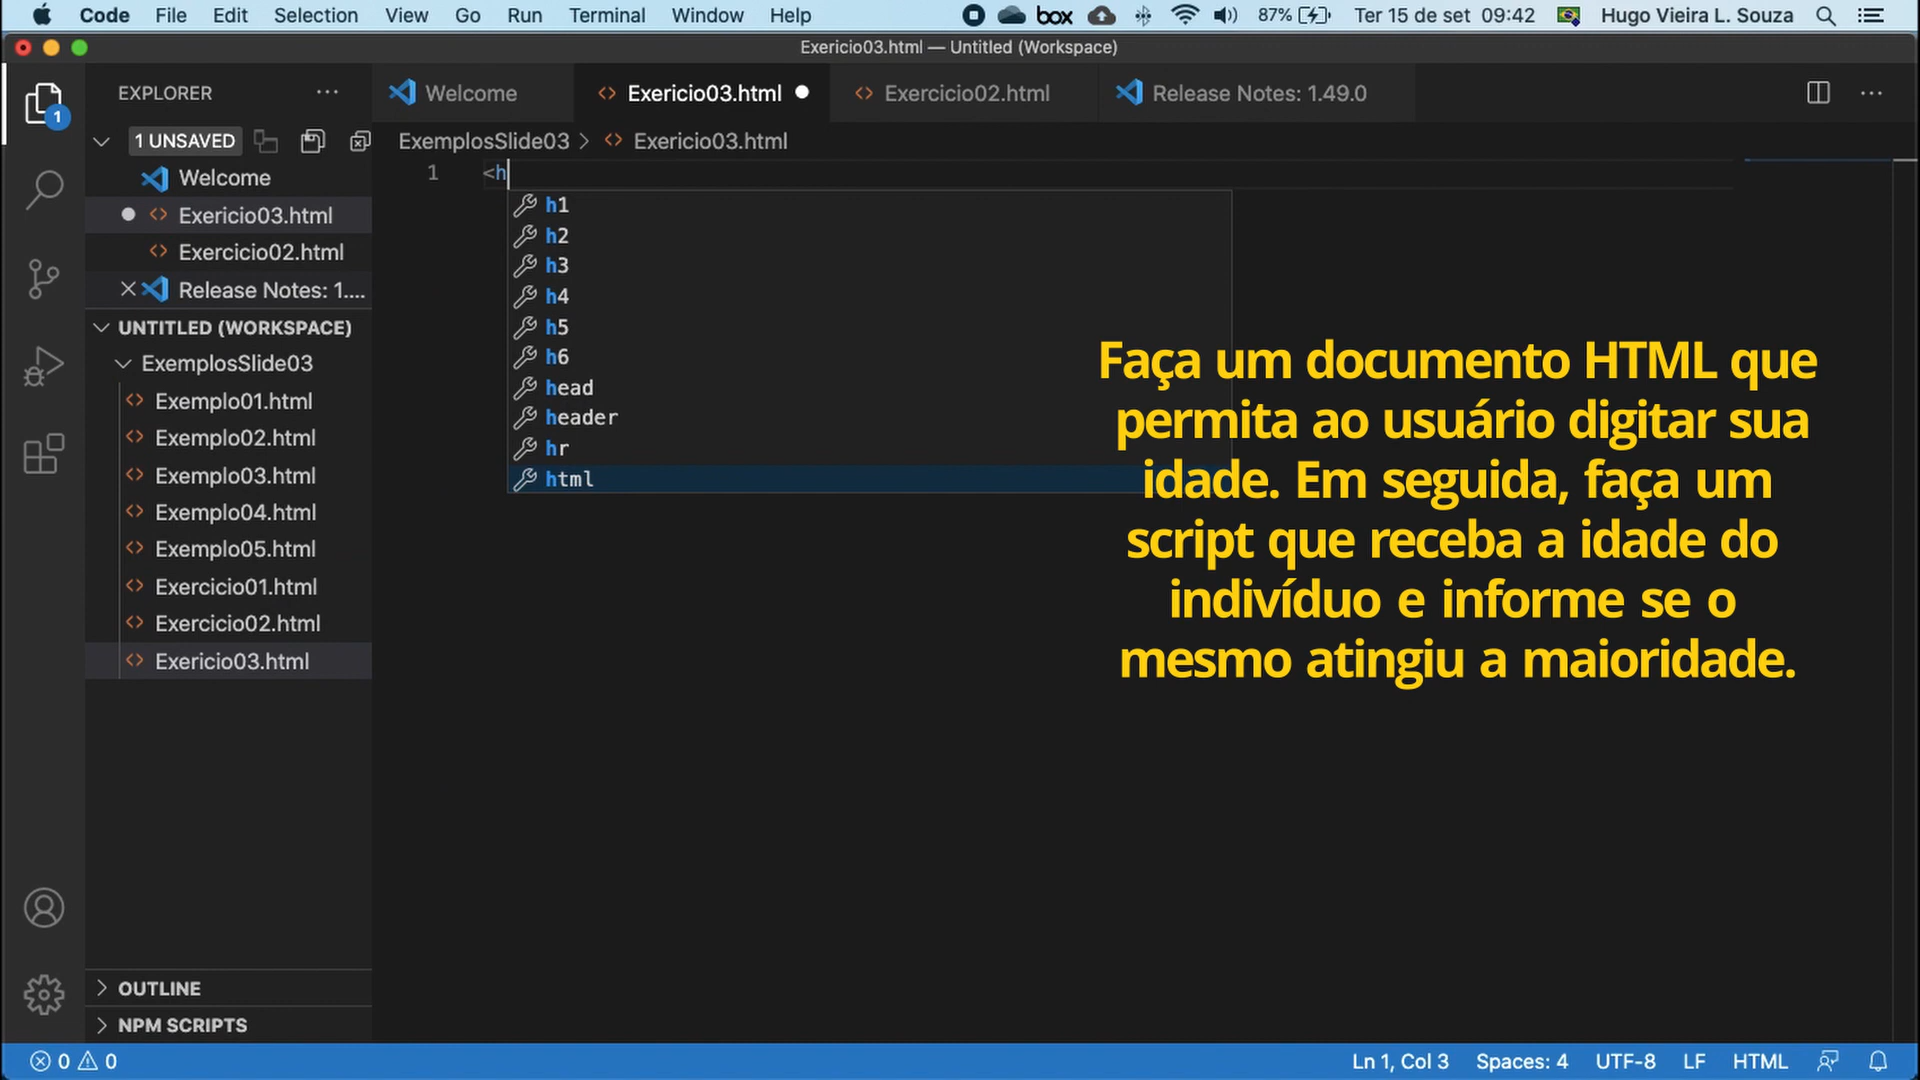 Code File Edit Selection View Go Run Terminal Window Help box 87% Ter 15 de set 09:42 Hugo Vieira L. Souza
Exericio03.html — Untitled (Workspace)
EXPLORER ···
Welcome
Exericio03.html
Exercicio02.html
Release Notes: 1.49.0
1
1 UNSAVED
Welcome
Exericio03.html
Exercicio02.html
Release Notes: 1....
UNTITLED (WORKSPACE)
ExemplosSlide03
Exemplo01.html
Exemplo02.html
Exemplo03.html
Exemplo04.html
Exemplo05.html
Exercicio01.html
Exercicio02.html
Exericio03.html
OUTLINE
NPM SCRIPTS
ExemplosSlide03 > Exericio03.html
1 <h
h1
h2
h3
h4
h5
h6
head
header
hr
html
Faça um documento HTML que
permita ao usuário digitar sua
idade. Em seguida, faça um
script que receba a idade do
indivíduo e informe se o
mesmo atingiu a maioridade.
0 0 Ln 1, Col 3 Spaces: 4 UTF-8 LF HTML